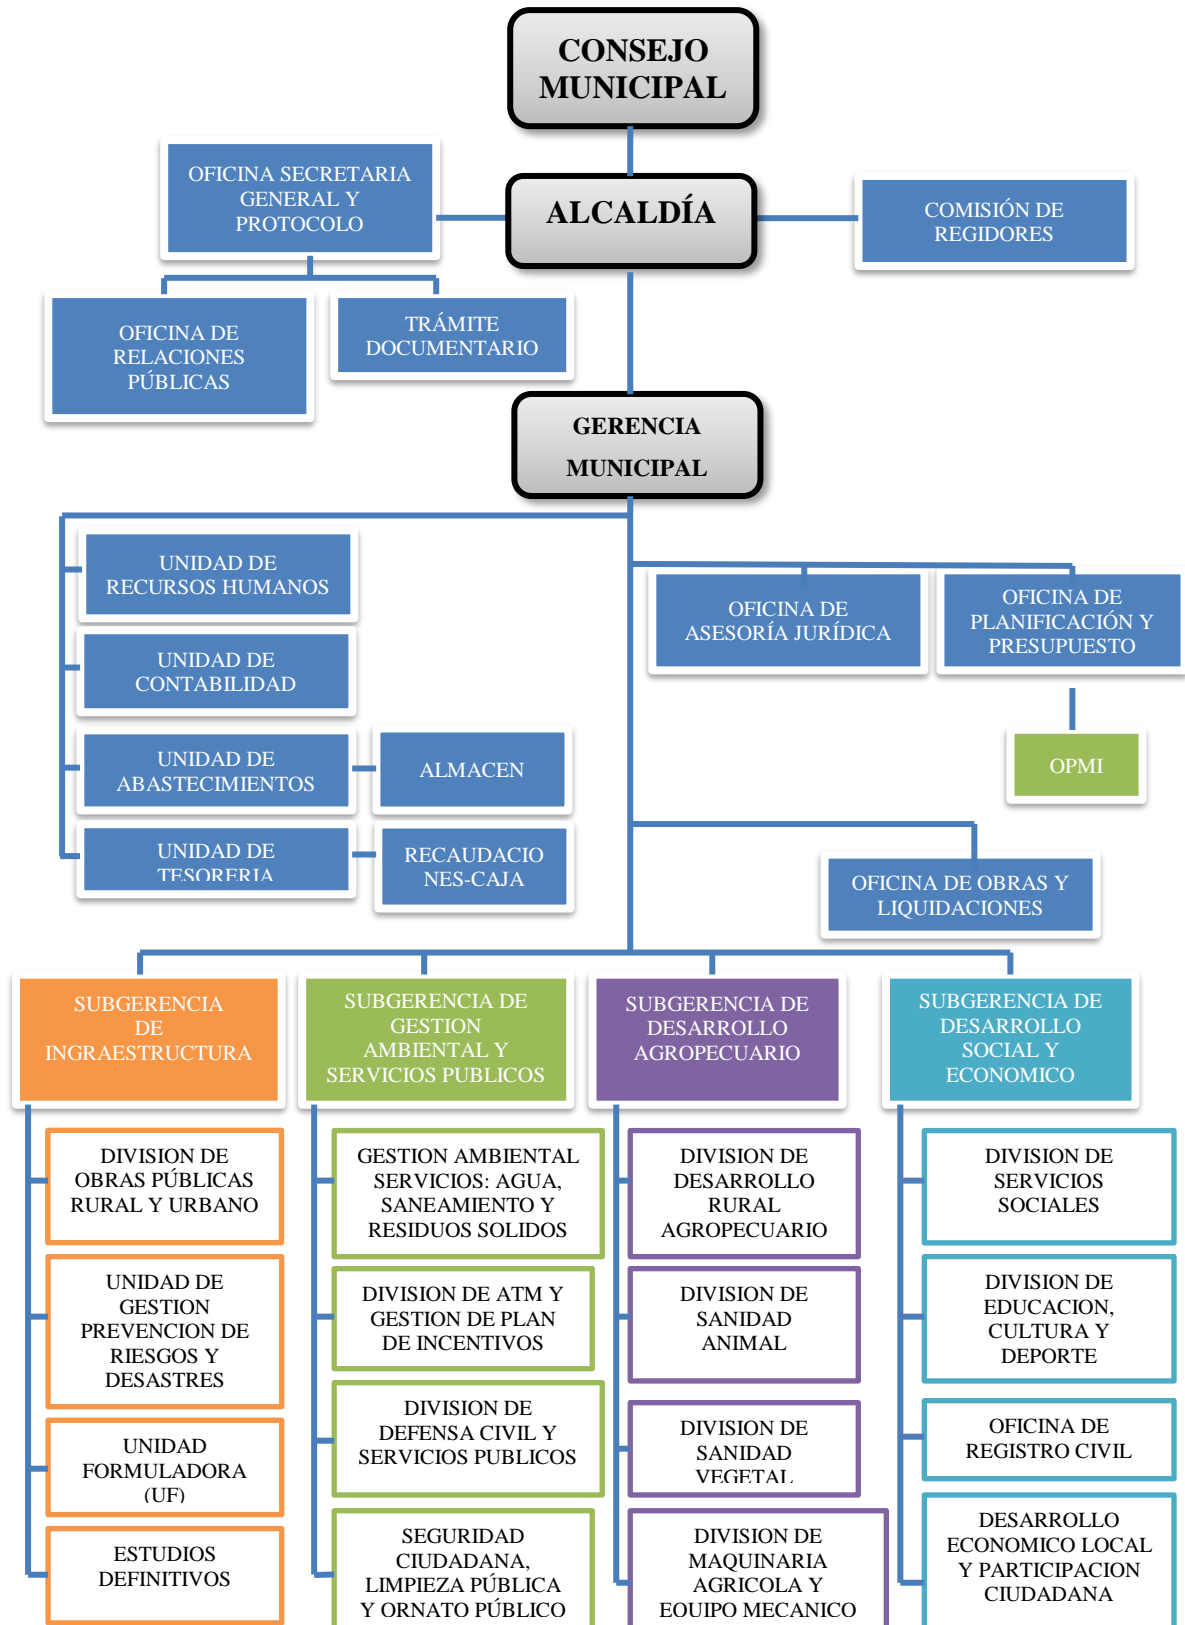 CONSEJO
MUNICIPAL
OFICINA SECRETARIA
GENERAL Y
PROTOCOLO
ALCALDÍA
COMISIÓN DE
REGIDORES
OFICINA DE
RELACIONES
PÚBLICAS
TRÁMITE
DOCUMENTARIO
GERENCIA
MUNICIPAL
UNIDAD DE
RECURSOS HUMANOS
OFICINA DE
ASESORÍA JURÍDICA
OFICINA DE
PLANIFICACIÓN Y
PRESUPUESTO
UNIDAD DE
CONTABILIDAD
OPMI
UNIDAD DE
ABASTECIMIENTOS
ALMACEN
UNIDAD DE
TESORERIA
RECAUDACIO
NES-CAJA
OFICINA DE OBRAS Y
LIQUIDACIONES
SUBGERENCIA
DE
INGRAESTRUCTURA
SUBGERENCIA DE
GESTION
AMBIENTAL Y
SERVICIOS PUBLICOS
SUBGERENCIA DE
DESARROLLO
AGROPECUARIO
SUBGERENCIA DE
DESARROLLO
SOCIAL Y
ECONOMICO
DIVISION DE
OBRAS PÚBLICAS
RURAL Y URBANO
UNIDAD DE
GESTION
PREVENCION DE
RIESGOS Y
DESASTRES
UNIDAD
FORMULADORA
(UF)
ESTUDIOS
DEFINITIVOS
GESTION AMBIENTAL
SERVICIOS: AGUA,
SANEAMIENTO Y
RESIDUOS SOLIDOS
DIVISION DE ATM Y
GESTION DE PLAN
DE INCENTIVOS
DIVISION DE
DEFENSA CIVIL Y
SERVICIOS PUBLICOS
SEGURIDAD
CIUDADANA,
LIMPIEZA PÚBLICA
Y ORNATO PÚBLICO
DIVISION DE
DESARROLLO
RURAL
AGROPECUARIO
DIVISION DE
SANIDAD
ANIMAL
DIVISION DE
SANIDAD
VEGETAL
DIVISION DE
MAQUINARIA
AGRICOLA Y
EQUIPO MECANICO
DIVISION DE
SERVICIOS
SOCIALES
DIVISION DE
EDUCACION,
CULTURA Y
DEPORTE
OFICINA DE
REGISTRO CIVIL
DESARROLLO
ECONOMICO LOCAL
Y PARTICIPACION
CIUDADANA